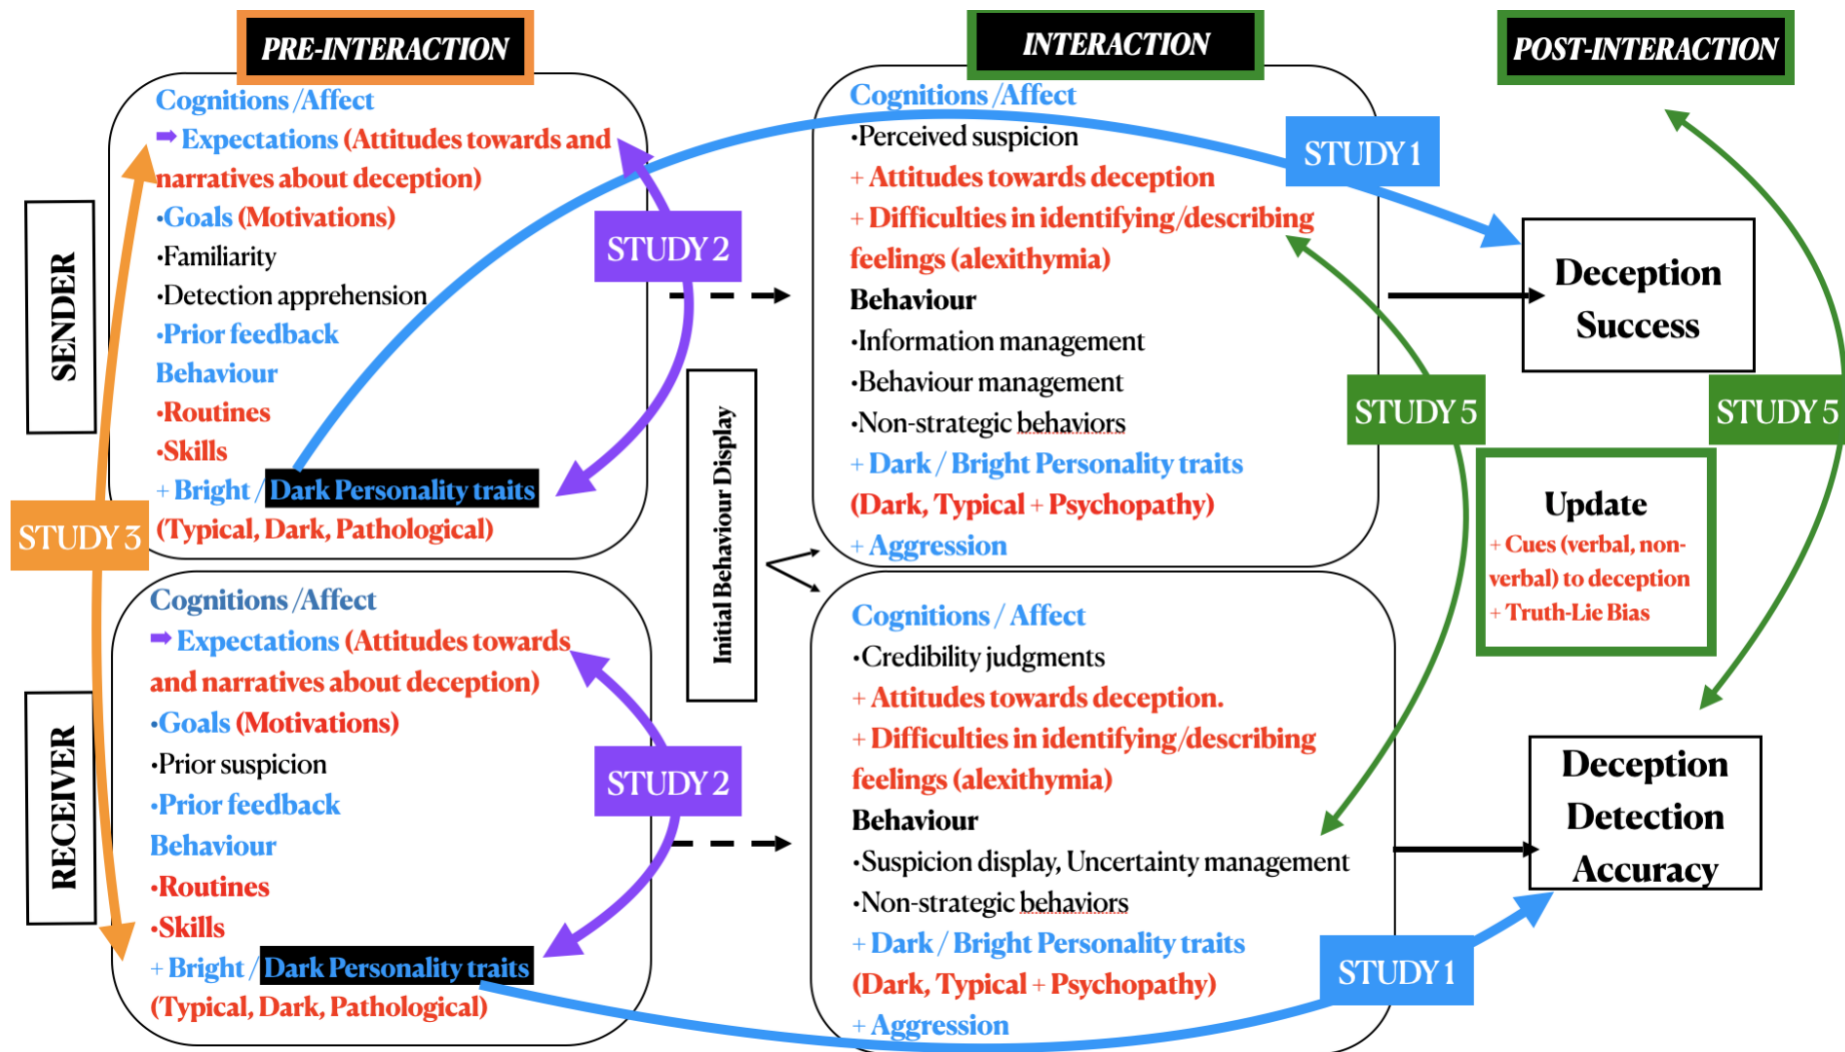 PRE-INTERACTION
INTERACTION
POST-INTERACTION
SENDER
Cognitions /Affect
➡ Expectations (Attitudes towards and
narratives about deception)
•Goals (Motivations)
•Familiarity
•Detection apprehension
•Prior feedback
Behaviour
•Routines
•Skills
+ Bright / Dark Personality traits
(Typical, Dark, Pathological)
STUDY 2
STUDY 3
Initial Behaviour Display
Cognitions /Affect
•Perceived suspicion
+ Attitudes towards deception
+ Difficulties in identifying/describing
feelings (alexithymia)
Behaviour
•Information management
•Behaviour management
•Non-strategic behaviors
+ Dark / Bright Personality traits
(Dark, Typical + Psychopathy)
+ Aggression
STUDY 1
Deception
Success
STUDY 5
STUDY 5
Update
+ Cues (verbal, non-
verbal) to deception
+ Truth-Lie Bias
RECEIVER
Cognitions /Affect
➡ Expectations (Attitudes towards
and narratives about deception)
•Goals (Motivations)
•Prior suspicion
•Prior feedback
Behaviour
•Routines
•Skills
+ Bright / Dark Personality traits
(Typical, Dark, Pathological)
STUDY 2
Cognitions / Affect
•Credibility judgments
+ Attitudes towards deception.
+ Difficulties in identifying/describing
feelings (alexithymia)
Behaviour
•Suspicion display, Uncertainty management
•Non-strategic behaviors
+ Dark / Bright Personality traits
(Dark, Typical + Psychopathy)
+ Aggression
STUDY 1
Deception
Detection
Accuracy